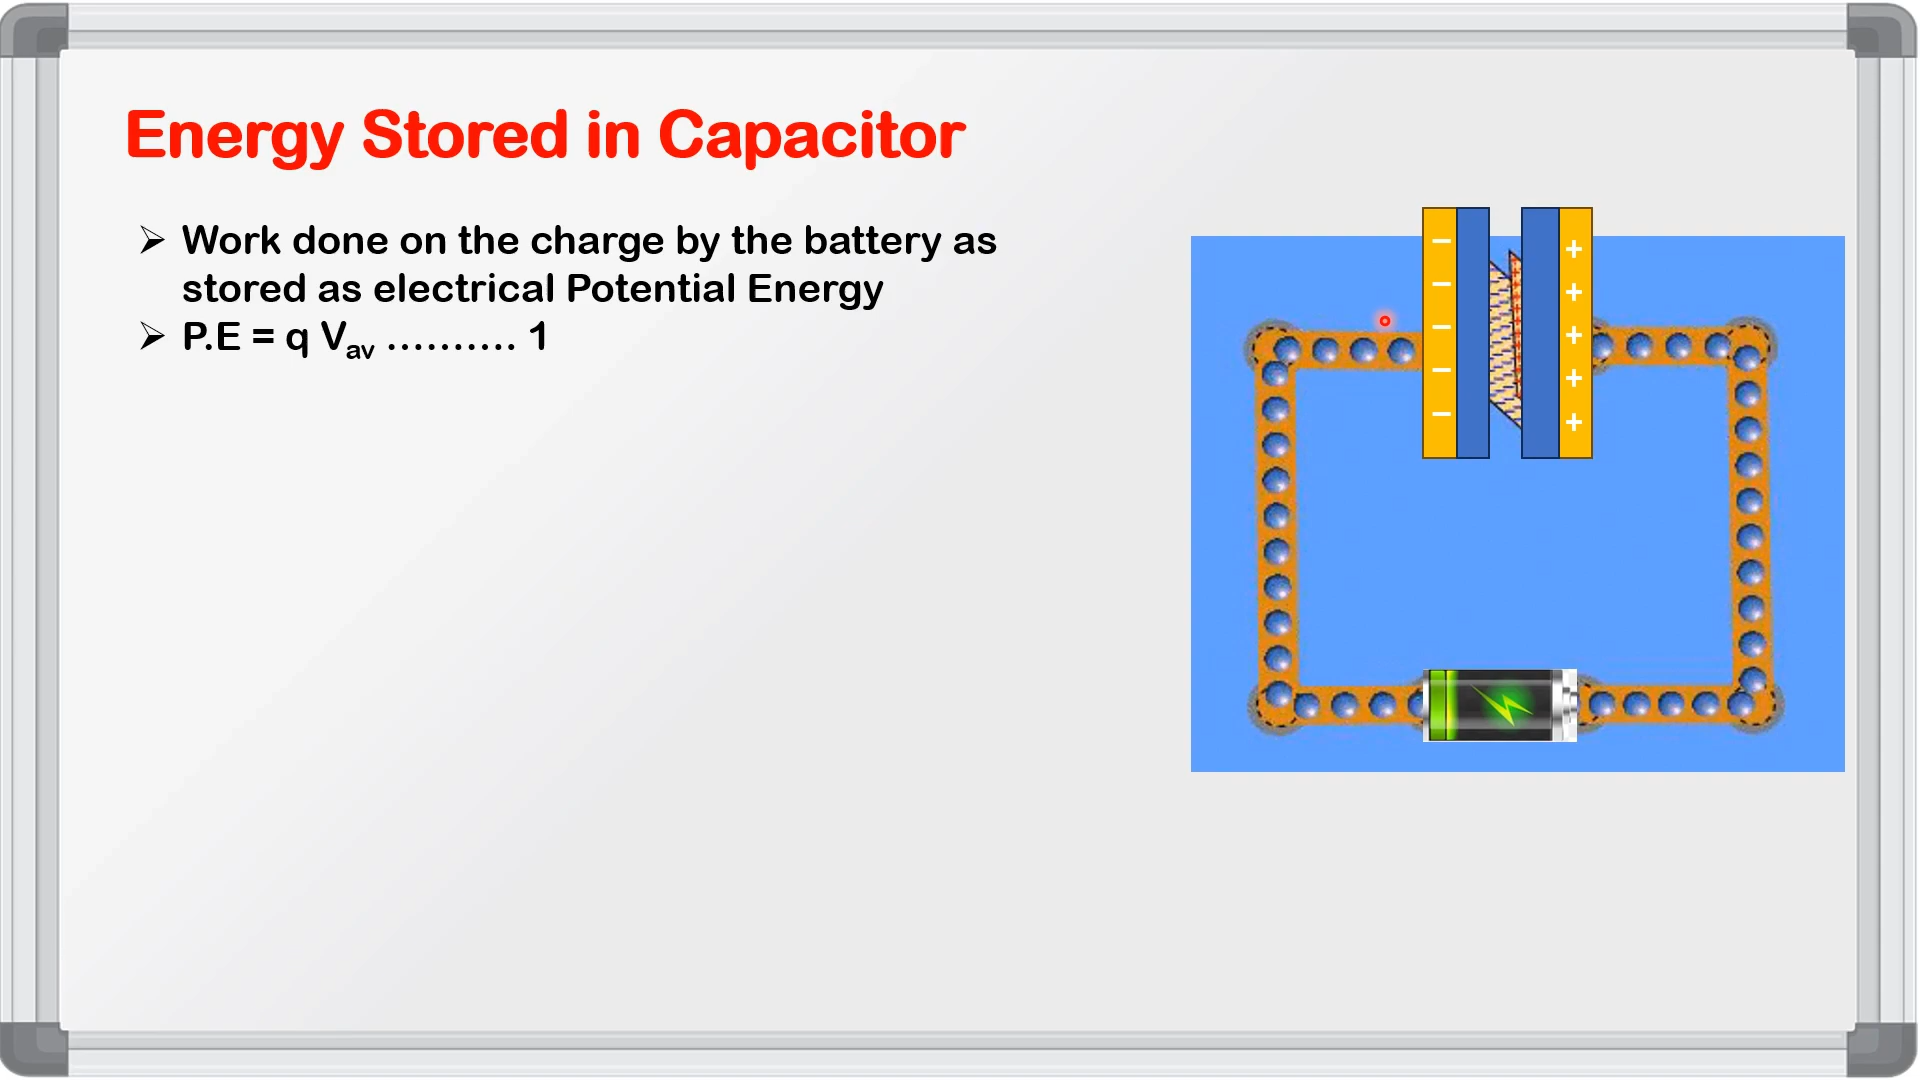 Energy Stored in Capacitor
➢ Work done on the charge by the battery as
stored as electrical Potential Energy
➢ P.E = q Vav .......... 1